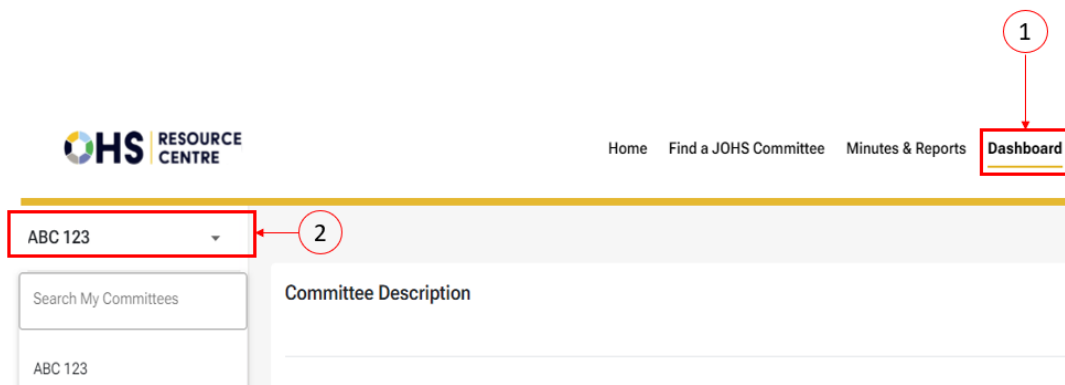 1
OHS RESOURCE CENTRE
Home Find a JOHS Committee Minutes & Reports Dashboard
ABC 123
2
Search My Committees
Committee Description
ABC 123